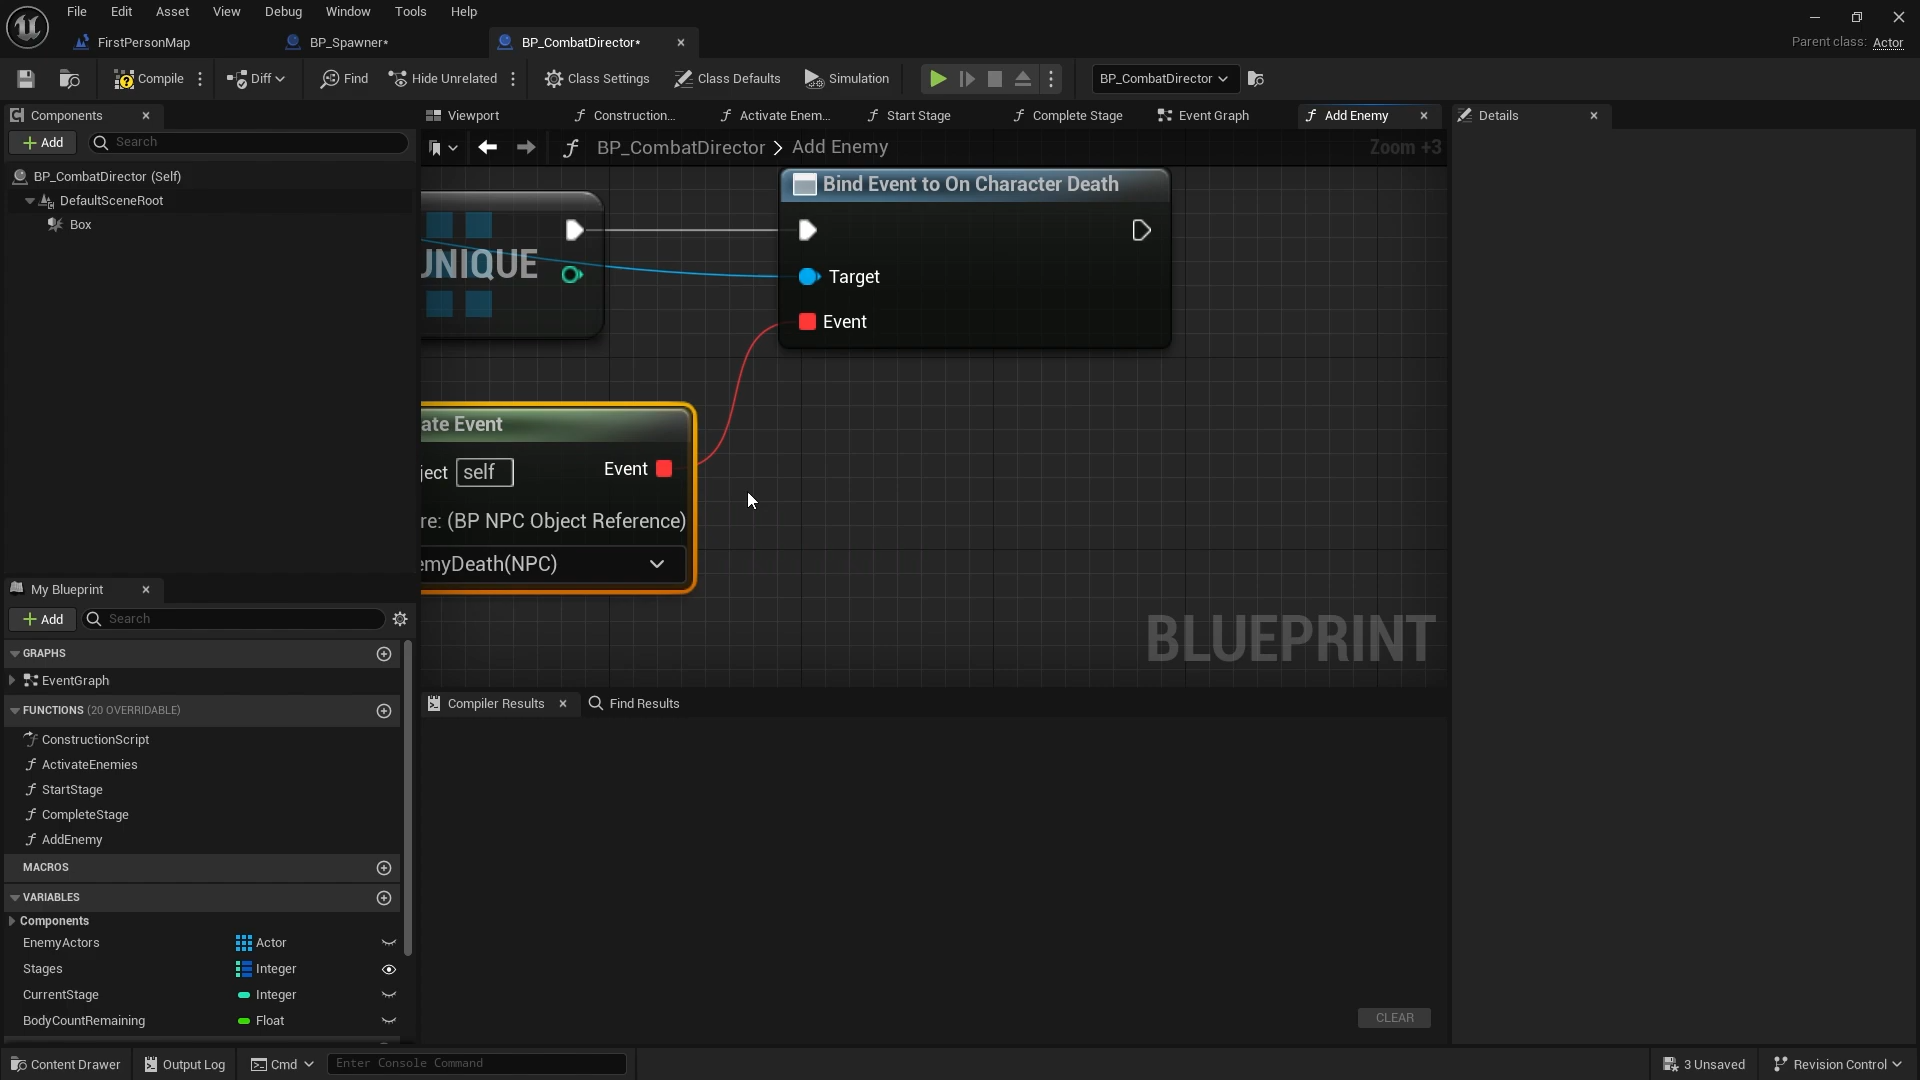 File Edit Asset View Debug Window Tools Help
FirstPersonMap BP_Spawner* BP_CombatDirector*
Parent class: Actor
Compile Diff Find Hide Unrelated Class Settings Class Defaults Simulation BP_CombatDirector
Components
Add Search
BP_CombatDirector (Self)
DefaultSceneRoot
Box
Viewport Construction... Activate Enem... Start Stage Complete Stage Event Graph Add Enemy Details
BP_CombatDirector > Add Enemy Zoom +3
Bind Event to On Character Death
UNIQUE
Target
Event
ate Event
ject self Event
re: (BP NPC Object Reference)
emyDeath(NPC)
BLUEPRINT
My Blueprint
Add Search
GRAPHS
EventGraph
FUNCTIONS (20 OVERRIDABLE)
ConstructionScript
ActivateEnemies
StartStage
CompleteStage
AddEnemy
MACROS
VARIABLES
Components
EnemyActors Actor
Stages Integer
CurrentStage Integer
BodyCountRemaining Float
Compiler Results Find Results
CLEAR
Content Drawer Output Log Cmd Enter Console Command 3 Unsaved Revision Control